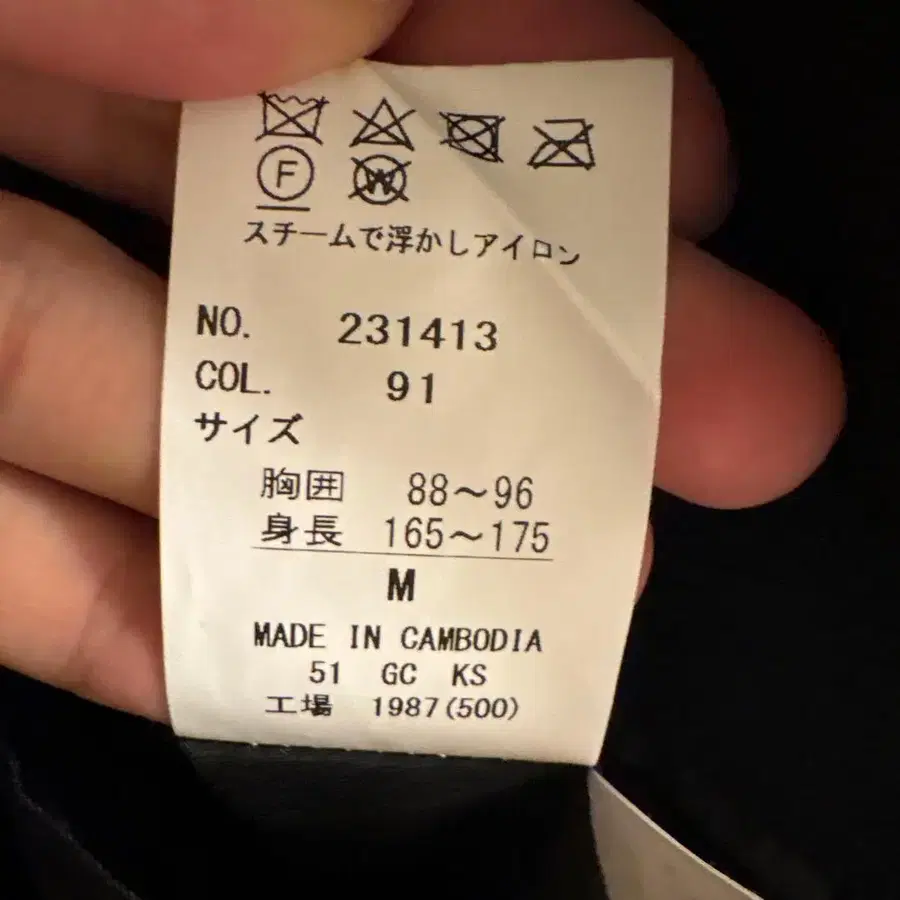 F
W
スチームで浮かしアイロン
NO. 231413
COL. 91
サイズ
胸囲 88～96
身長 165～175
M
MADE IN CAMBODIA
51 GC KS
工場 1987(500)